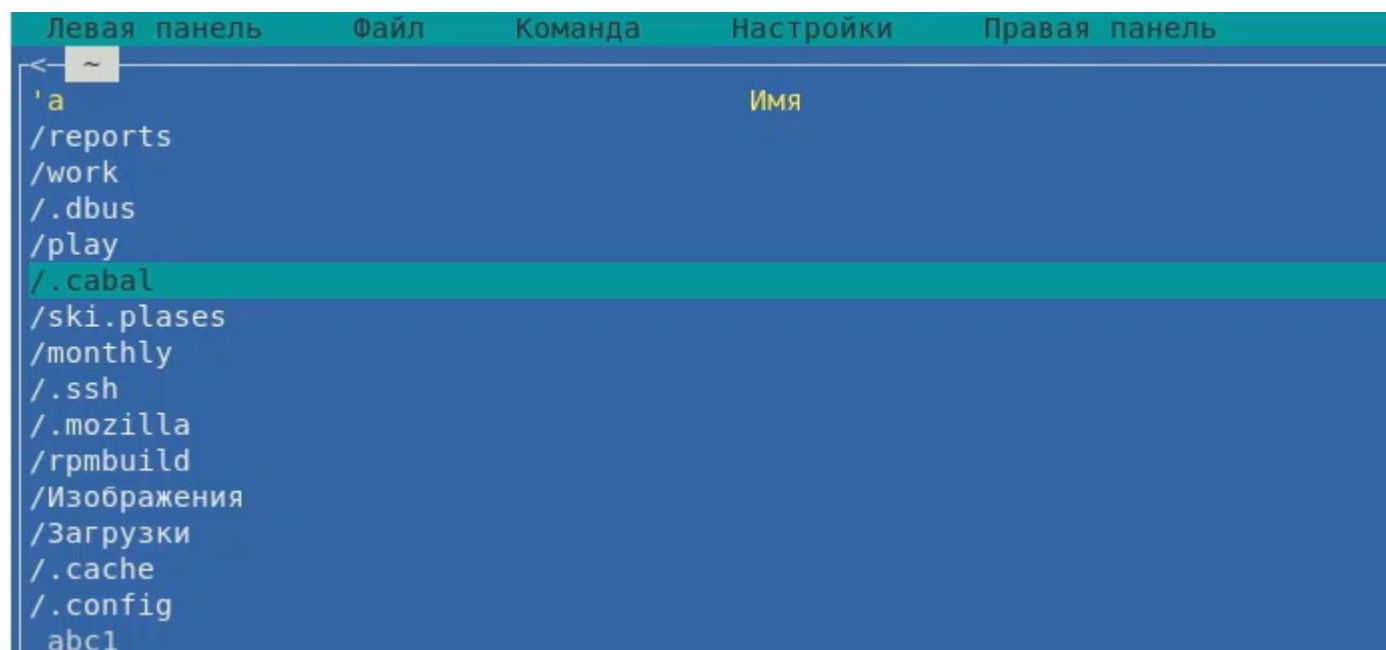 Левая панель Файл Команда Настройки Правая панель
<─ ~
'а Имя
/reports
/work
/.dbus
/play
/.cabal
/ski.plases
/monthly
/.ssh
/.mozilla
/rpmbuild
/Изображения
/Загрузки
/.cache
/.config
abc1